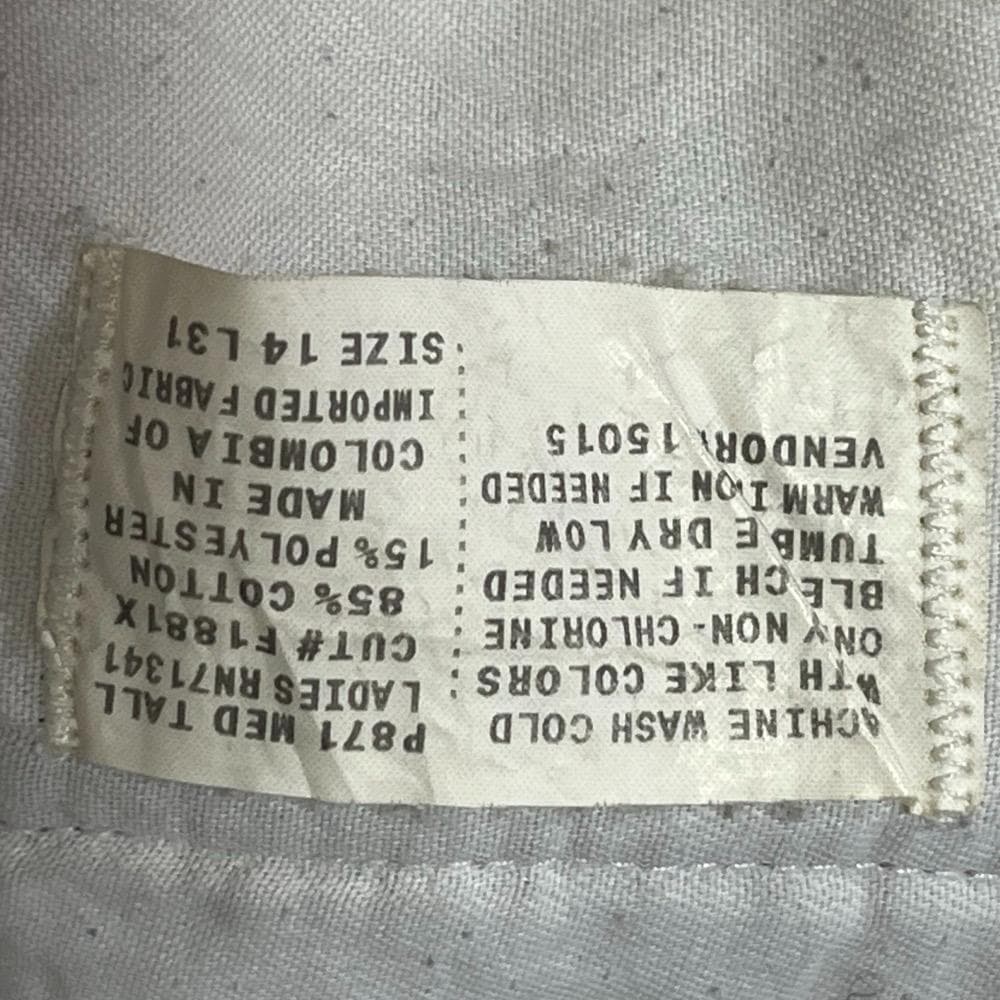 ACHINE WASH COLD
WTH LIKE COLORS
ONY NON-CHLORINE
BLE CH IF NEEDED
TUMB E DRY LOW
WARM I ON IF NEEDED
VENDOR 15015
P871 MED TALL
LADIES RN71341
CUT# F1881X
85% COTTON
15% POLYESTER
MADE IN
COLOMBIA OF
IMPORTED FABRIC
SIZE 14 L31